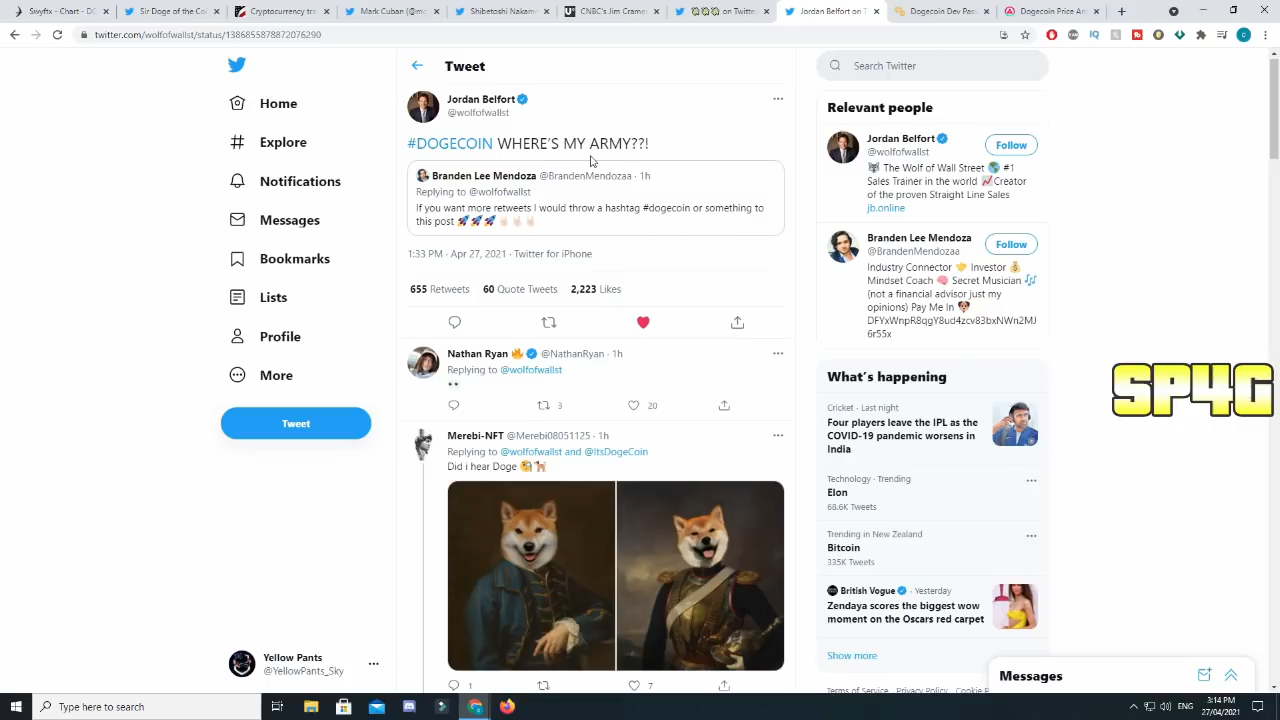 Swyftx - Chart - D
Sir Doge of the Co
Cryptocurrency tr
Mark Cuban (@mc
Shibetoshi Nakamo
CNBC's Jim Crame
on Twitter
Jordan Belfort on T
Dogecoin Dev Pas
Dogecoin Price An
twitter.com/wolfofwallst/status/1386855878872076290
Home
Explore
Notifications
Messages
Bookmarks
Lists
Profile
More
Tweet
Yellow Pants
@YellowPants_Sky
Tweet
Jordan Belfort
@wolfofwallst
#DOGECOIN WHERE'S MY ARMY??!
Branden Lee Mendoza @BrandenMendozaa · 1h
Replying to @wolfofwallst
If you want more retweets I would throw a hashtag #dogecoin or something to
this post 🚀🚀🚀
1:33 PM · Apr 27, 2021 · Twitter for iPhone
655 Retweets 60 Quote Tweets 2,223 Likes
Nathan Ryan 🔥 @NathanRyan · 1h
Replying to @wolfofwallst
👀
3 20
Merebi-NFT @Merebi08051125 · 1h
Replying to @wolfofwallst and @ItsDogeCoin
Did i hear Doge 🧐🐕
1 7
Search Twitter
Relevant people
Jordan Belfort
@wolfofwallst
Follow
🐺 The Wolf of Wall Street 🌎 #1
Sales Trainer in the world 📈Creator
of the proven Straight Line Sales
jb.online
Branden Lee Mendoza
@BrandenMendozaa
Follow
Industry Connector 🤝 Investor 💰
Mindset Coach 🧠 Secret Musician 🎶
(not a financial advisor just my
opinions) Pay Me In 🐶
DFYxWnpR8qgY8ud4zcv83bxNWn2MJ
6r55x
What's happening
Cricket · Last night
Four players leave the IPL as the
COVID-19 pandemic worsens in
India
Technology · Trending
Elon
68.6K Tweets
Trending in New Zealand
Bitcoin
335K Tweets
British Vogue · Yesterday
Zendaya scores the biggest wow
moment on the Oscars red carpet
Show more
Terms of Service Privacy Policy Cookie P
Messages
SP4G
Type here to search
ENG
3:14 PM
27/04/2021